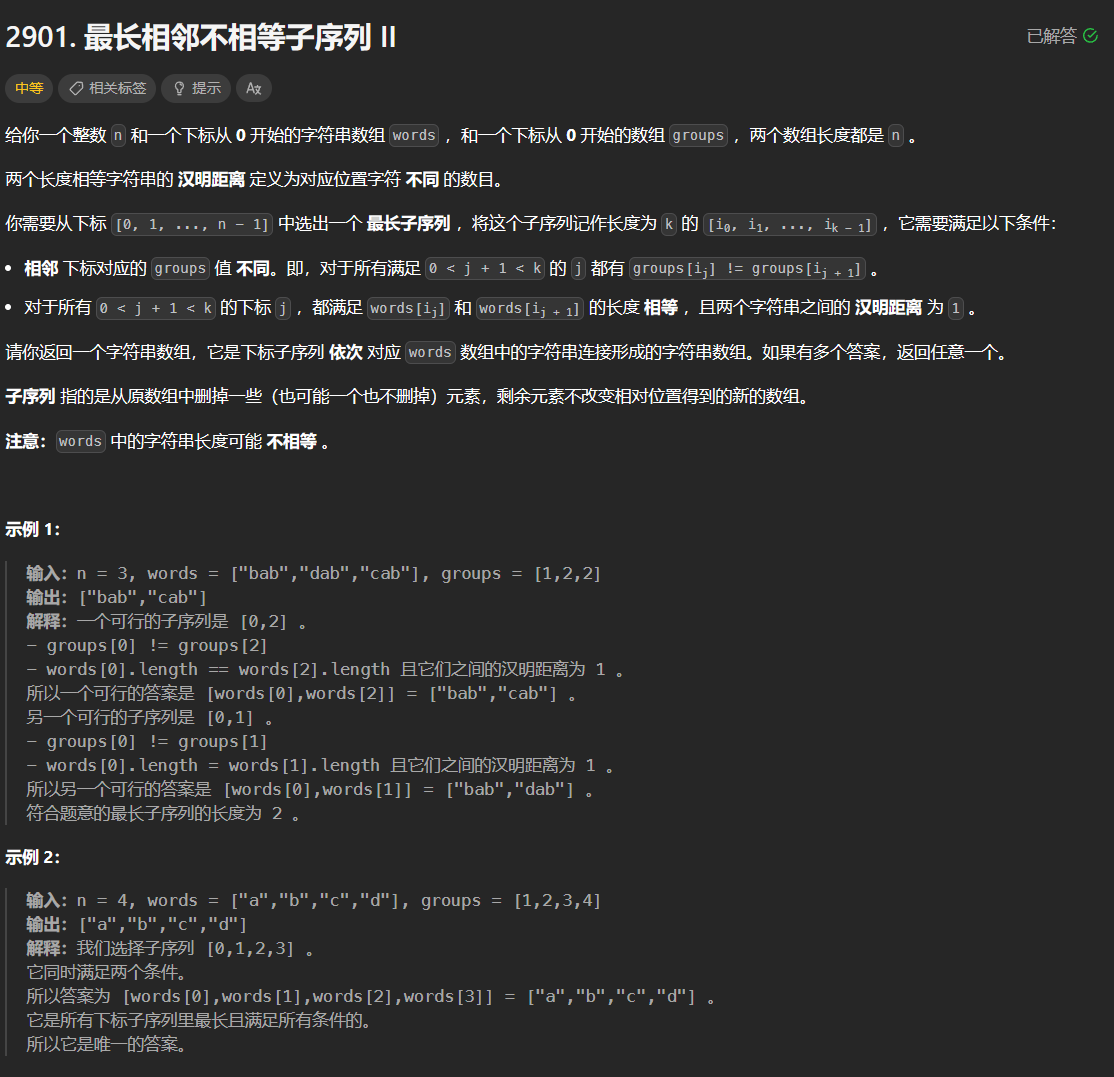 2901. 最长相邻不相等子序列 II
已解答
中等 相关标签 提示
给你一个整数 n 和一个下标从 0 开始的字符串数组 words ，和一个下标从 0 开始的数组 groups ，两个数组长度都是 n 。
两个长度相等字符串的 汉明距离 定义为对应位置字符 不同 的数目。
你需要从下标 [0, 1, ..., n - 1] 中选出一个 最长子序列 ，将这个子序列记作长度为 k 的 [i0, i1, ..., ik - 1] ，它需要满足以下条件：
• 相邻 下标对应的 groups 值 不同。即，对于所有满足 0 < j + 1 < k 的 j 都有 groups[ij] != groups[ij + 1] 。
• 对于所有 0 < j + 1 < k 的下标 j ，都满足 words[ij] 和 words[ij + 1] 的长度 相等 ，且两个字符串之间的 汉明距离 为 1 。
请你返回一个字符串数组，它是下标子序列 依次 对应 words 数组中的字符串连接形成的字符串数组。如果有多个答案，返回任意一个。
子序列 指的是从原数组中删掉一些（也可能一个也不删掉）元素，剩余元素不改变相对位置得到的新的数组。
注意： words 中的字符串长度可能 不相等 。
示例 1：
输入：n = 3, words = ["bab","dab","cab"], groups = [1,2,2]
输出：["bab","cab"]
解释：一个可行的子序列是 [0,2] 。
- groups[0] != groups[2]
- words[0].length == words[2].length 且它们之间的汉明距离为 1 。
所以一个可行的答案是 [words[0],words[2]] = ["bab","cab"] 。
另一个可行的子序列是 [0,1] 。
- groups[0] != groups[1]
- words[0].length = words[1].length 且它们之间的汉明距离为 1 。
所以另一个可行的答案是 [words[0],words[1]] = ["bab","dab"] 。
符合题意的最长子序列的长度为 2 。
示例 2：
输入：n = 4, words = ["a","b","c","d"], groups = [1,2,3,4]
输出：["a","b","c","d"]
解释：我们选择子序列 [0,1,2,3] 。
它同时满足两个条件。
所以答案为 [words[0],words[1],words[2],words[3]] = ["a","b","c","d"] 。
它是所有下标子序列里最长且满足所有条件的。
所以它是唯一的答案。